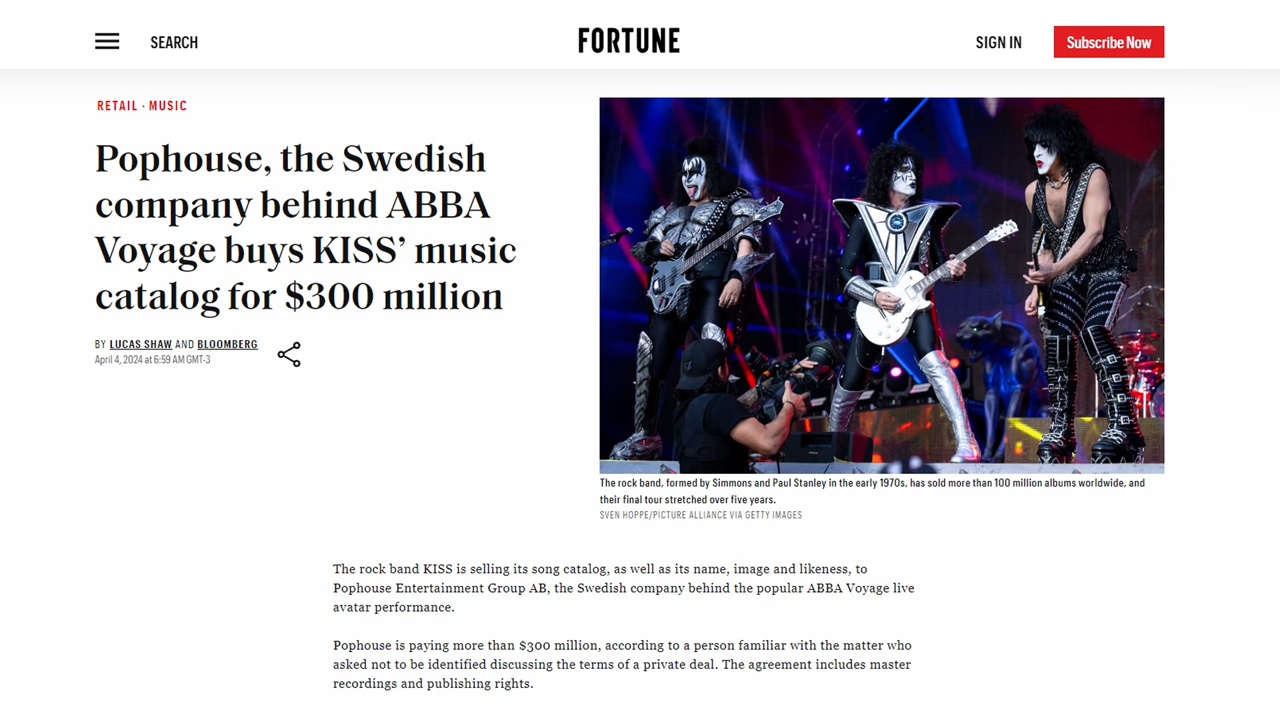 SEARCH
FORTUNE
SIGN IN
Subscribe Now
RETAIL · MUSIC
Pophouse, the Swedish
company behind ABBA
Voyage buys KISS’ music
catalog for $300 million
BY LUCAS SHAW AND BLOOMBERG
April 4, 2024 at 6:59 AM GMT-3
The rock band, formed by Simmons and Paul Stanley in the early 1970s, has sold more than 100 million albums worldwide, and
their final tour stretched over five years.
SVEN HOPPE/PICTURE ALLIANCE VIA GETTY IMAGES
The rock band KISS is selling its song catalog, as well as its name, image and likeness, to
Pophouse Entertainment Group AB, the Swedish company behind the popular ABBA Voyage live
avatar performance.
Pophouse is paying more than $300 million, according to a person familiar with the matter who
asked not to be identified discussing the terms of a private deal. The agreement includes master
recordings and publishing rights.